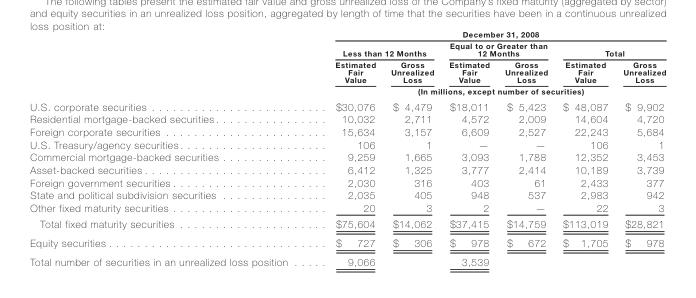 The following tables present the estimated fair value and gross unrealized loss of the Company's fixed maturity (aggregated by sector)
and equity securities in an unrealized loss position, aggregated by length of time that the securities have been in a continuous unrealized
loss position at:
December 31, 2008
Equal to or Greater than
Less than 12 Months 12 Months Total
Estimated Gross Estimated Gross Estimated Gross
Fair Unrealized Fair Unrealized Fair Unrealized
Value Loss Value Loss Value Loss
(In millions, except number of securities)
U.S. corporate securities $30,076 $ 4,479 $18,011 $ 5,423 $ 48,087 $ 9,902
Residential mortgage-backed securities 10,032 2,711 4,572 2,009 14,604 4,720
Foreign corporate securities 15,634 3,157 6,609 2,527 22,243 5,684
U.S. Treasury/agency securities 106 1 — — 106 1
Commercial mortgage-backed securities 9,259 1,665 3,093 1,788 12,352 3,453
Asset-backed securities 6,412 1,325 3,777 2,414 10,189 3,739
Foreign government securities 2,030 316 403 61 2,433 377
State and political subdivision securities 2,035 405 948 537 2,983 942
Other fixed maturity securities 20 3 2 — 22 3
Total fixed maturity securities $75,604 $14,062 $37,415 $14,759 $113,019 $28,821
Equity securities $ 727 $ 306 $ 978 $ 672 $ 1,705 $ 978
Total number of securities in an unrealized loss position 9,066 3,539